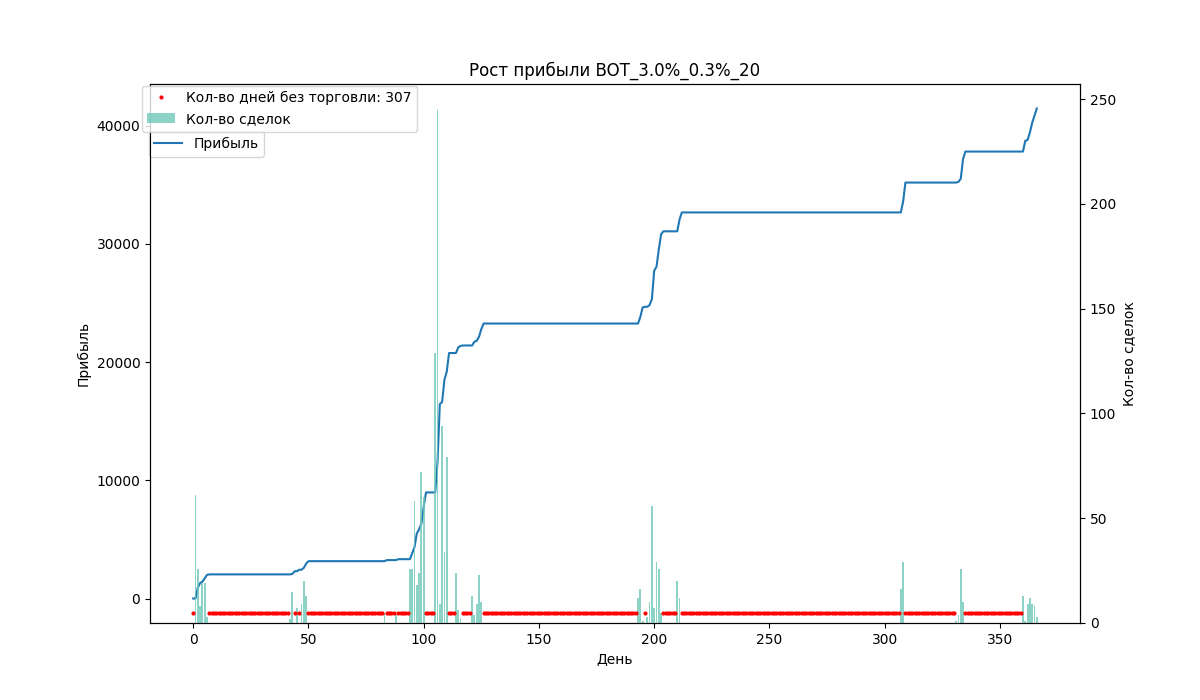 Рост прибыли BOT_3.0%_0.3%_20
Кол-во дней без торговли: 307
Кол-во сделок
Прибыль
40000
30000
20000
10000
0
Прибыль
250
200
150
100
50
0
Кол-во сделок
0 50 100 150 200 250 300 350
День